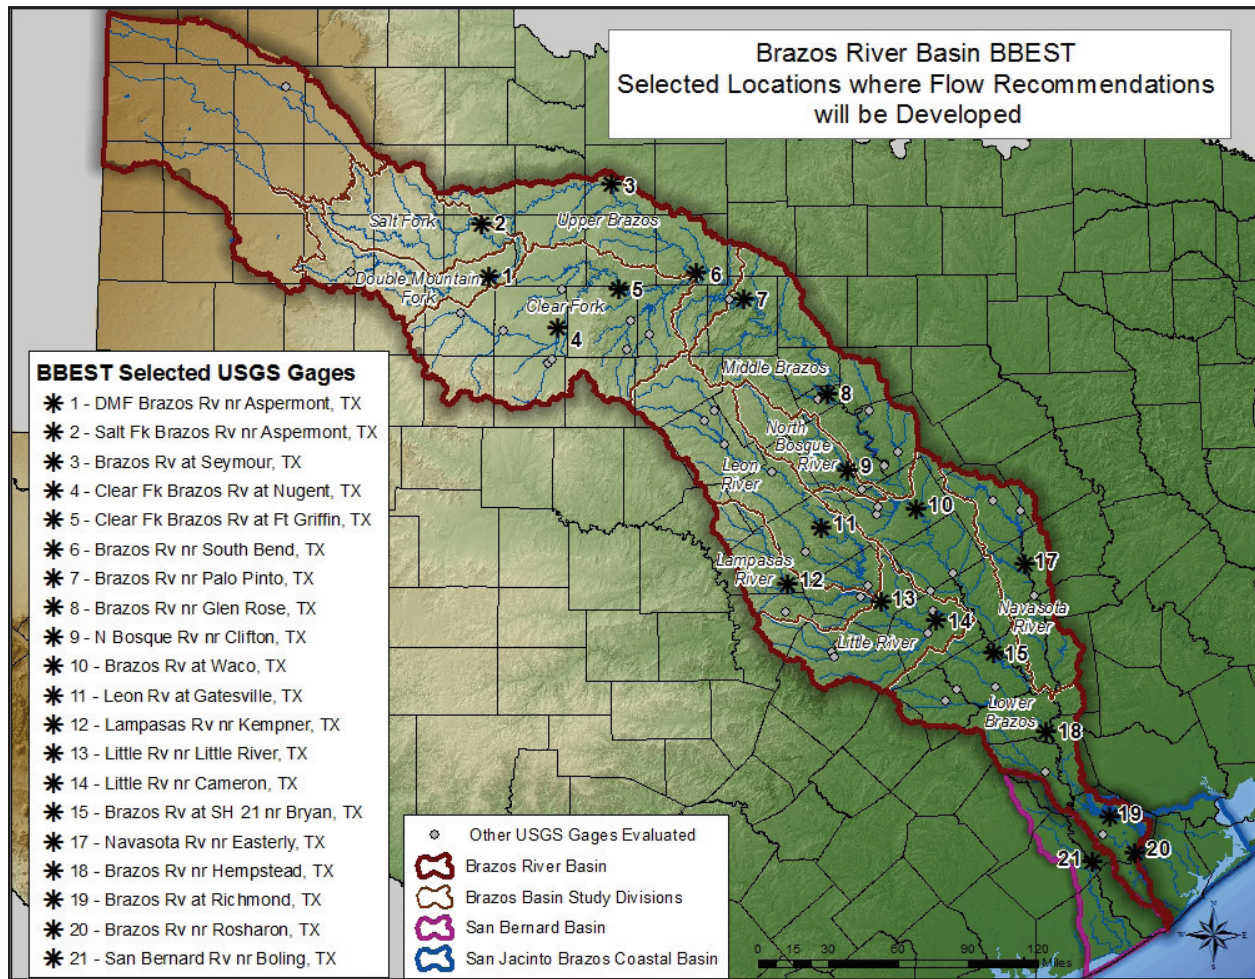 Brazos River Basin BBEST
Selected Locations where Flow Recommendations
will be Developed
3
2
Salt Fork
Upper Brazos
1
Double Mountain
Fork
6
5
7
Clear Fork
4
Middle Brazos
8
North
Bosque
River
9
Leon
River
10
11
Lampasas
River
12
13
17
Navasota
River
14
Little River
15
Lower
Brazos
18
19
20
21
BBEST Selected USGS Gages
1 - DMF Brazos Rv nr Aspermont, TX
2 - Salt Fk Brazos Rv nr Aspermont, TX
3 - Brazos Rv at Seymour, TX
4 - Clear Fk Brazos Rv at Nugent, TX
5 - Clear Fk Brazos Rv at Ft Griffin, TX
6 - Brazos Rv nr South Bend, TX
7 - Brazos Rv nr Palo Pinto, TX
8 - Brazos Rv nr Glen Rose, TX
9 - N Bosque Rv nr Clifton, TX
10 - Brazos Rv at Waco, TX
11 - Leon Rv at Gatesville, TX
12 - Lampasas Rv nr Kempner, TX
13 - Little Rv nr Little River, TX
14 - Little Rv nr Cameron, TX
15 - Brazos Rv at SH 21 nr Bryan, TX
17 - Navasota Rv nr Easterly, TX
18 - Brazos Rv nr Hempstead, TX
19 - Brazos Rv at Richmond, TX
20 - Brazos Rv nr Rosharon, TX
21 - San Bernard Rv nr Boling, TX
Other USGS Gages Evaluated
Brazos River Basin
Brazos Basin Study Divisions
San Bernard Basin
San Jacinto Brazos Coastal Basin
0 15 30 60 90 120
Miles
N
W E
S